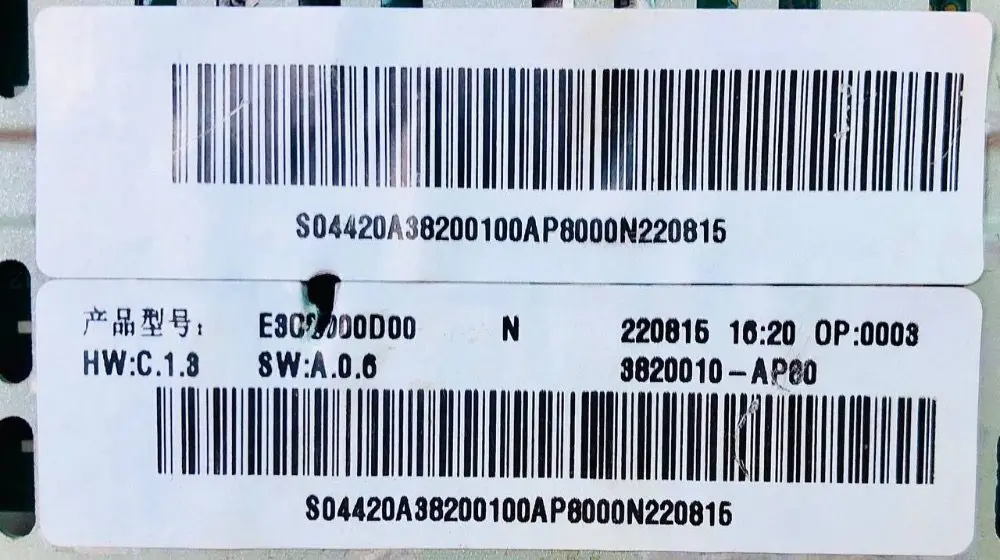 S04420A38200100AP8000N220815
产品型号: N 220815 16:20 OP:0003
HW:C.1.3 SW:A.0.6 3820010-AP80
S04420A38200100AP8000N220815